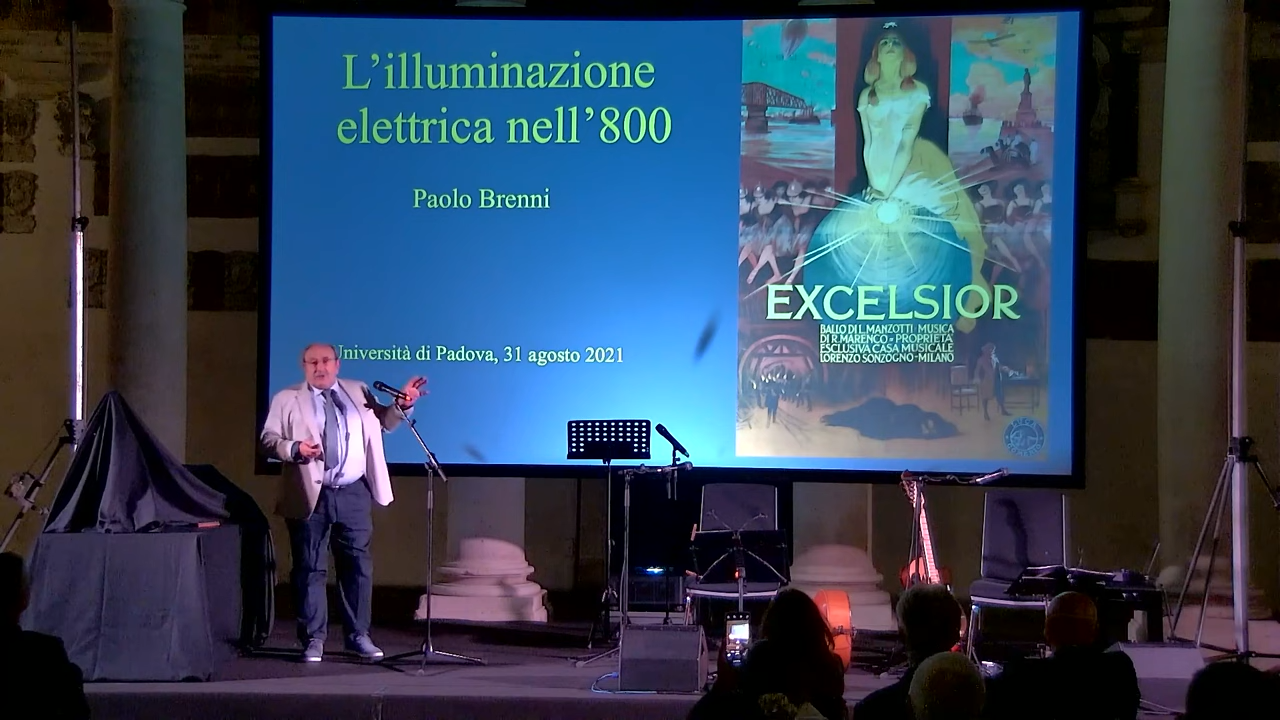 L'illuminazione
elettrica nell'800
Paolo Brenni
Università di Padova, 31 agosto 2021
EXCELSIOR
BALLO DI L. MANZOTTI - MUSICA
DI R. MARENCO - PROPRIETÀ
ESCLUSIVA CASA MUSICALE
LORENZO SONZOGNO - MILANO